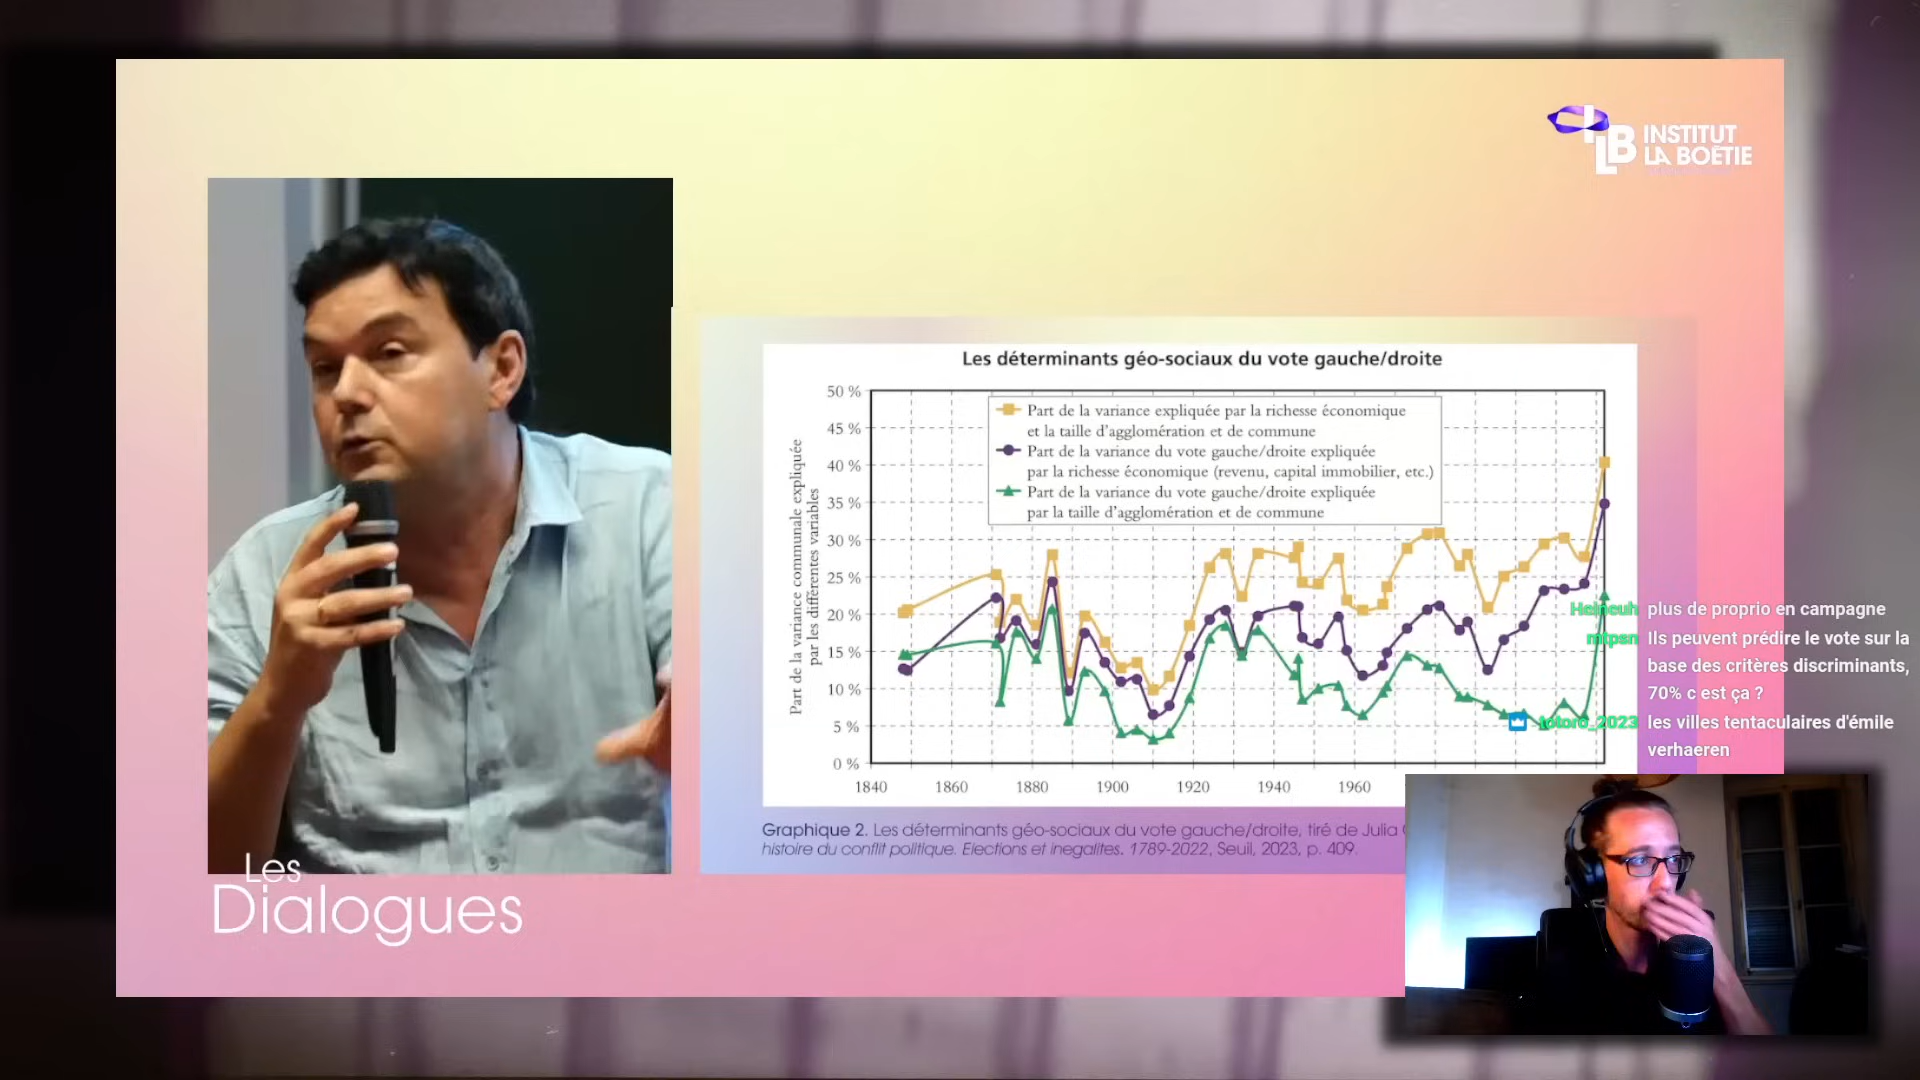 ILB INSTITUT
LA BOÉTIE
Les déterminants géo-sociaux du vote gauche/droite
Part de la variance communale expliquée
par les différentes variables
50 %
45 %
40 %
35 %
30 %
25 %
20 %
15 %
10 %
5 %
0 %
Part de la variance expliquée par la richesse économique
et la taille d'agglomération et de commune
Part de la variance du vote gauche/droite expliquée
par la richesse économique (revenu, capital immobilier, etc.)
Part de la variance du vote gauche/droite expliquée
par la taille d'agglomération et de commune
1840 1860 1880 1900 1920 1940 1960
Graphique 2. Les déterminants géo-sociaux du vote gauche/droite, tiré de Julia
histoire du conflit politique. Elections et inegalites. 1789-2022, Seuil, 2023, p. 409.
Heineuh plus de proprio en campagne
mtpsn Ils peuvent prédire le vote sur la
base des critères discriminants,
70% c est ça ?
totoro_2023 les villes tentaculaires d'émile
verhaeren
Les
Dialogues